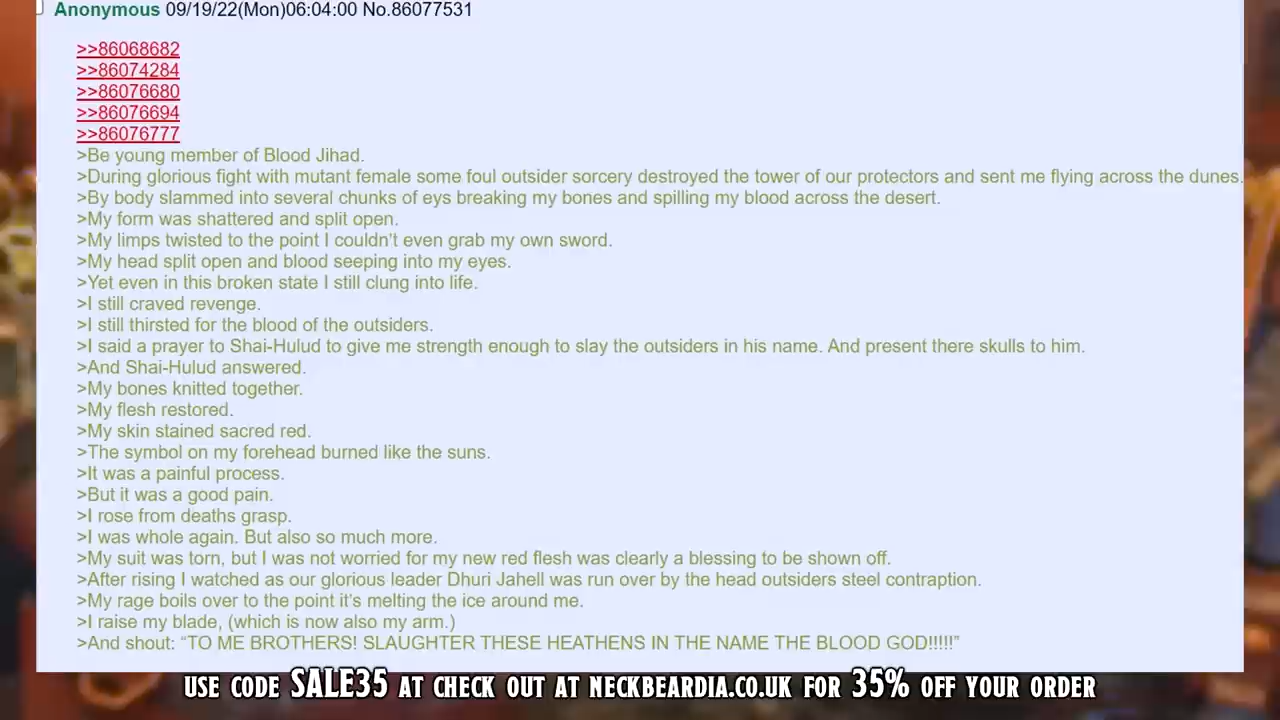 Anonymous 09/19/22(Mon)06:04:00 No.86077531
>>86068682
>>86074284
>>86076680
>>86076694
>>86076777
>Be young member of Blood Jihad.
>During glorious fight with mutant female some foul outsider sorcery destroyed the tower of our protectors and sent me flying across the dunes.
>By body slammed into several chunks of eys breaking my bones and spilling my blood across the desert.
>My form was shattered and split open.
>My limps twisted to the point I couldn't even grab my own sword.
>My head split open and blood seeping into my eyes.
>Yet even in this broken state I still clung into life.
>I still craved revenge.
>I still thirsted for the blood of the outsiders.
>I said a prayer to Shai-Hulud to give me strength enough to slay the outsiders in his name. And present there skulls to him.
>And Shai-Hulud answered.
>My bones knitted together.
>My flesh restored.
>My skin stained sacred red.
>The symbol on my forehead burned like the suns.
>It was a painful process.
>But it was a good pain.
>I rose from deaths grasp.
>I was whole again. But also so much more.
>My suit was torn, but I was not worried for my new red flesh was clearly a blessing to be shown off.
>After rising I watched as our glorious leader Dhuri Jahell was run over by the head outsiders steel contraption.
>My rage boils over to the point it's melting the ice around me.
>I raise my blade, (which is now also my arm.)
>And shout: “TO ME BROTHERS! SLAUGHTER THESE HEATHENS IN THE NAME THE BLOOD GOD!!!!!”
USE CODE SALE35 AT CHECK OUT AT NECKBEARDIA.CO.UK FOR 35% OFF YOUR ORDER